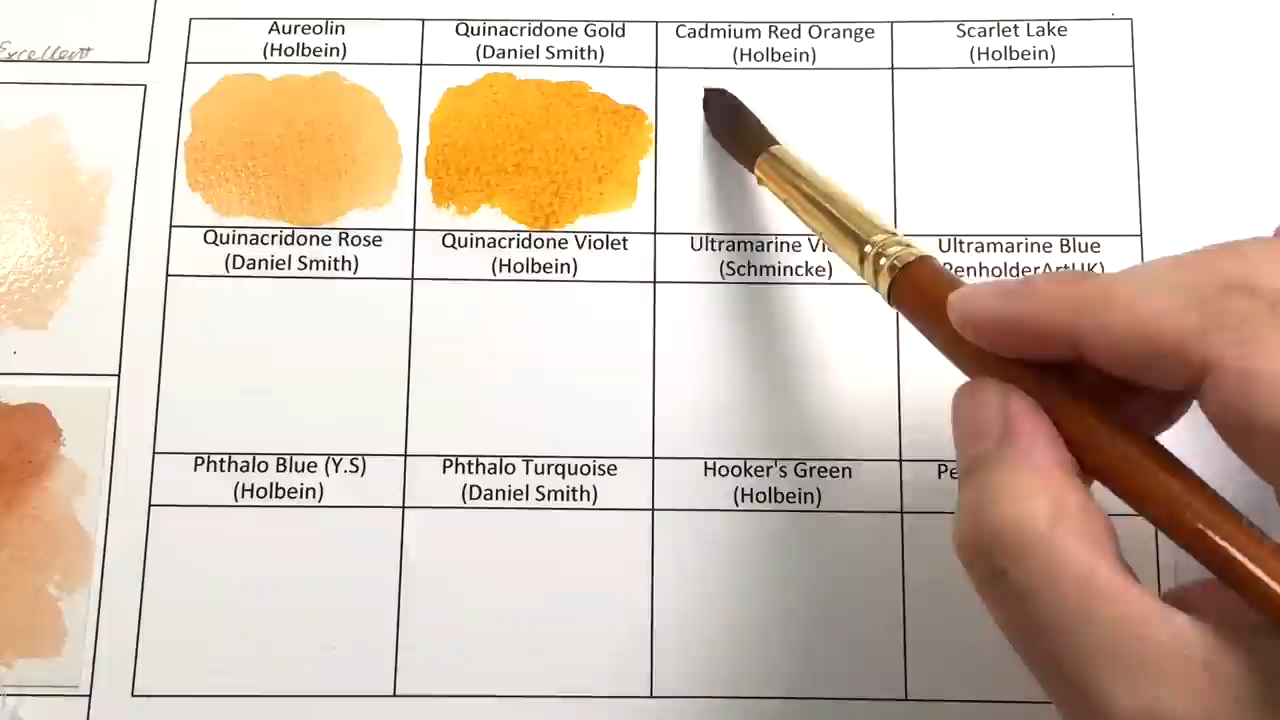 Excellent
Aureolin
(Holbein)
Quinacridone Gold
(Daniel Smith)
Cadmium Red Orange
(Holbein)
Scarlet Lake
(Holbein)
Quinacridone Rose
(Daniel Smith)
Quinacridone Violet
(Holbein)
Ultramarine Vi
(Schmincke)
Ultramarine Blue
PenholderArtUK)
Phthalo Blue (Y.S)
(Holbein)
Phthalo Turquoise
(Daniel Smith)
Hooker's Green
(Holbein)
Pe